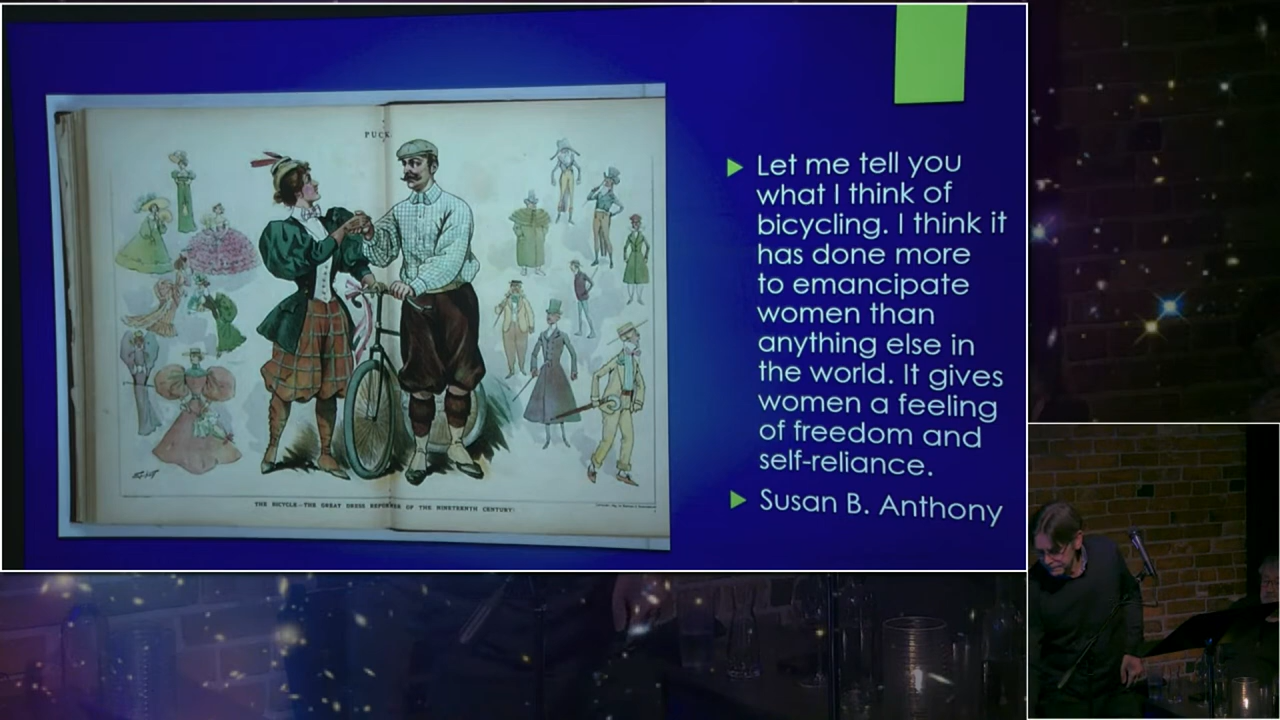 PUCK.
Let me tell you
what I think of
bicycling. I think it
has done more
to emancipate
women than
anything else in
the world. It gives
women a feeling
of freedom and
self-reliance.
Susan B. Anthony
THE BICYCLE—THE GREAT DRESS REFORMER OF THE NINETEENTH CENTURY!